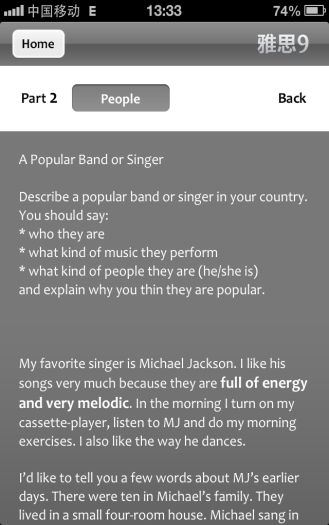 中国移动 E 13:33 74%
Home 雅思9
Part 2 People Back
A Popular Band or Singer
Describe a popular band or singer in your country.
You should say:
* who they are
* what kind of music they perform
* what kind of people they are (he/she is)
and explain why you think they are popular.
My favorite singer is Michael Jackson. I like his
songs very much because they are full of energy
and very melodic. In the morning I turn on my
cassette-player, listen to MJ and do my morning
exercises. I also like the way he dances.
I'd like to tell you a few words about MJ's earlier
days. There were ten in Michael's family. They
lived in a small four-room house. Michael sang in